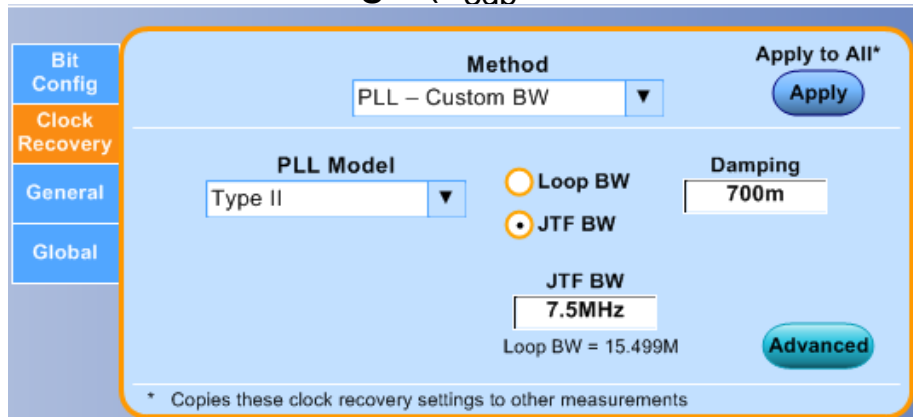 Bit Config
Method
Apply to All*
PLL – Custom BW
Apply
Clock Recovery
PLL Model
Loop BW
Damping
Type II
700m
General
JTF BW
Global
JTF BW
7.5MHz
Loop BW = 15.499M
Advanced
* Copies these clock recovery settings to other measurements